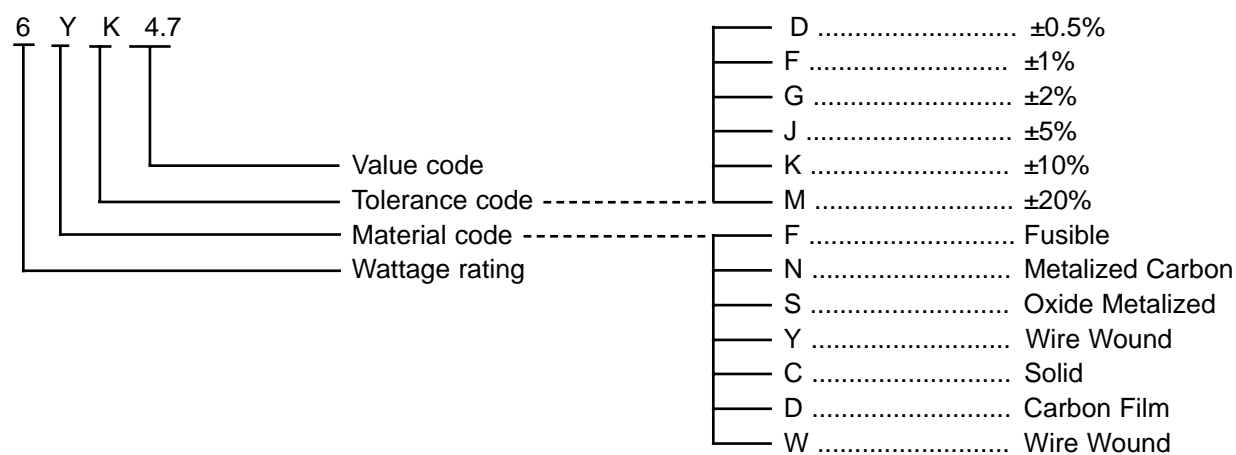 6 Y K 4.7
Value code
Tolerance code
Material code
Wattage rating
D ............................ ±0.5%
F ............................ ±1%
G ............................ ±2%
J ............................. ±5%
K ............................ ±10%
M ............................ ±20%
F ............................. Fusible
N ............................ Metalized Carbon
S ............................ Oxide Metalized
Y ............................ Wire Wound
C ............................ Solid
D ............................ Carbon Film
W ........................... Wire Wound